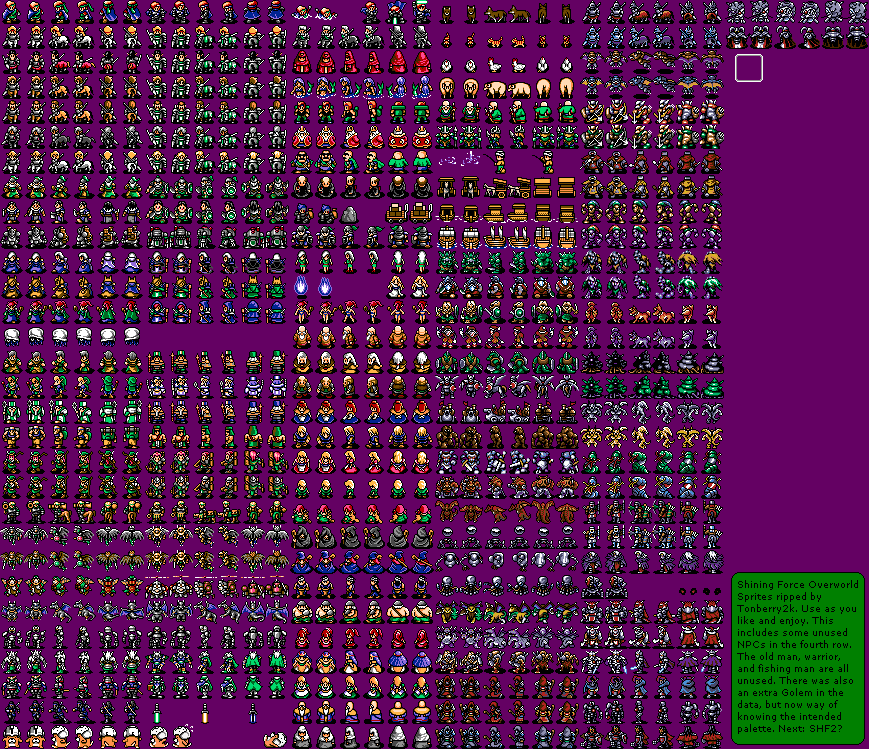 Shining Force Overworld
Sprites ripped by
Tonberry2k. Use as you
like and enjoy. This
includes some unused
NPCs in the fourth row.
The old man, warrior,
and fishing man are all
unused. There was also
an extra Golem in the
data, but now way of
knowing the intended
palette. Next: SHF2?